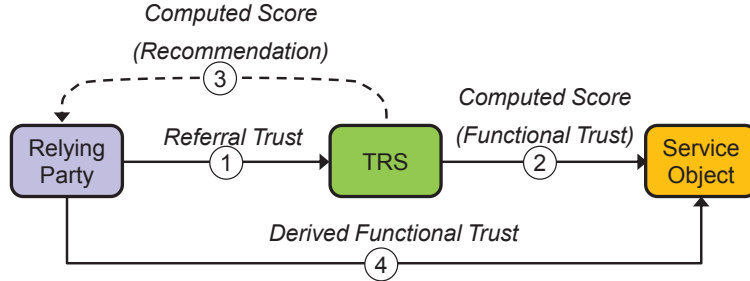 Computed Score
(Recommendation)
3
Computed Score
(Functional Trust)
Relying
Party
Referral Trust
1
TRS
2
Service
Object
Derived Functional Trust
4